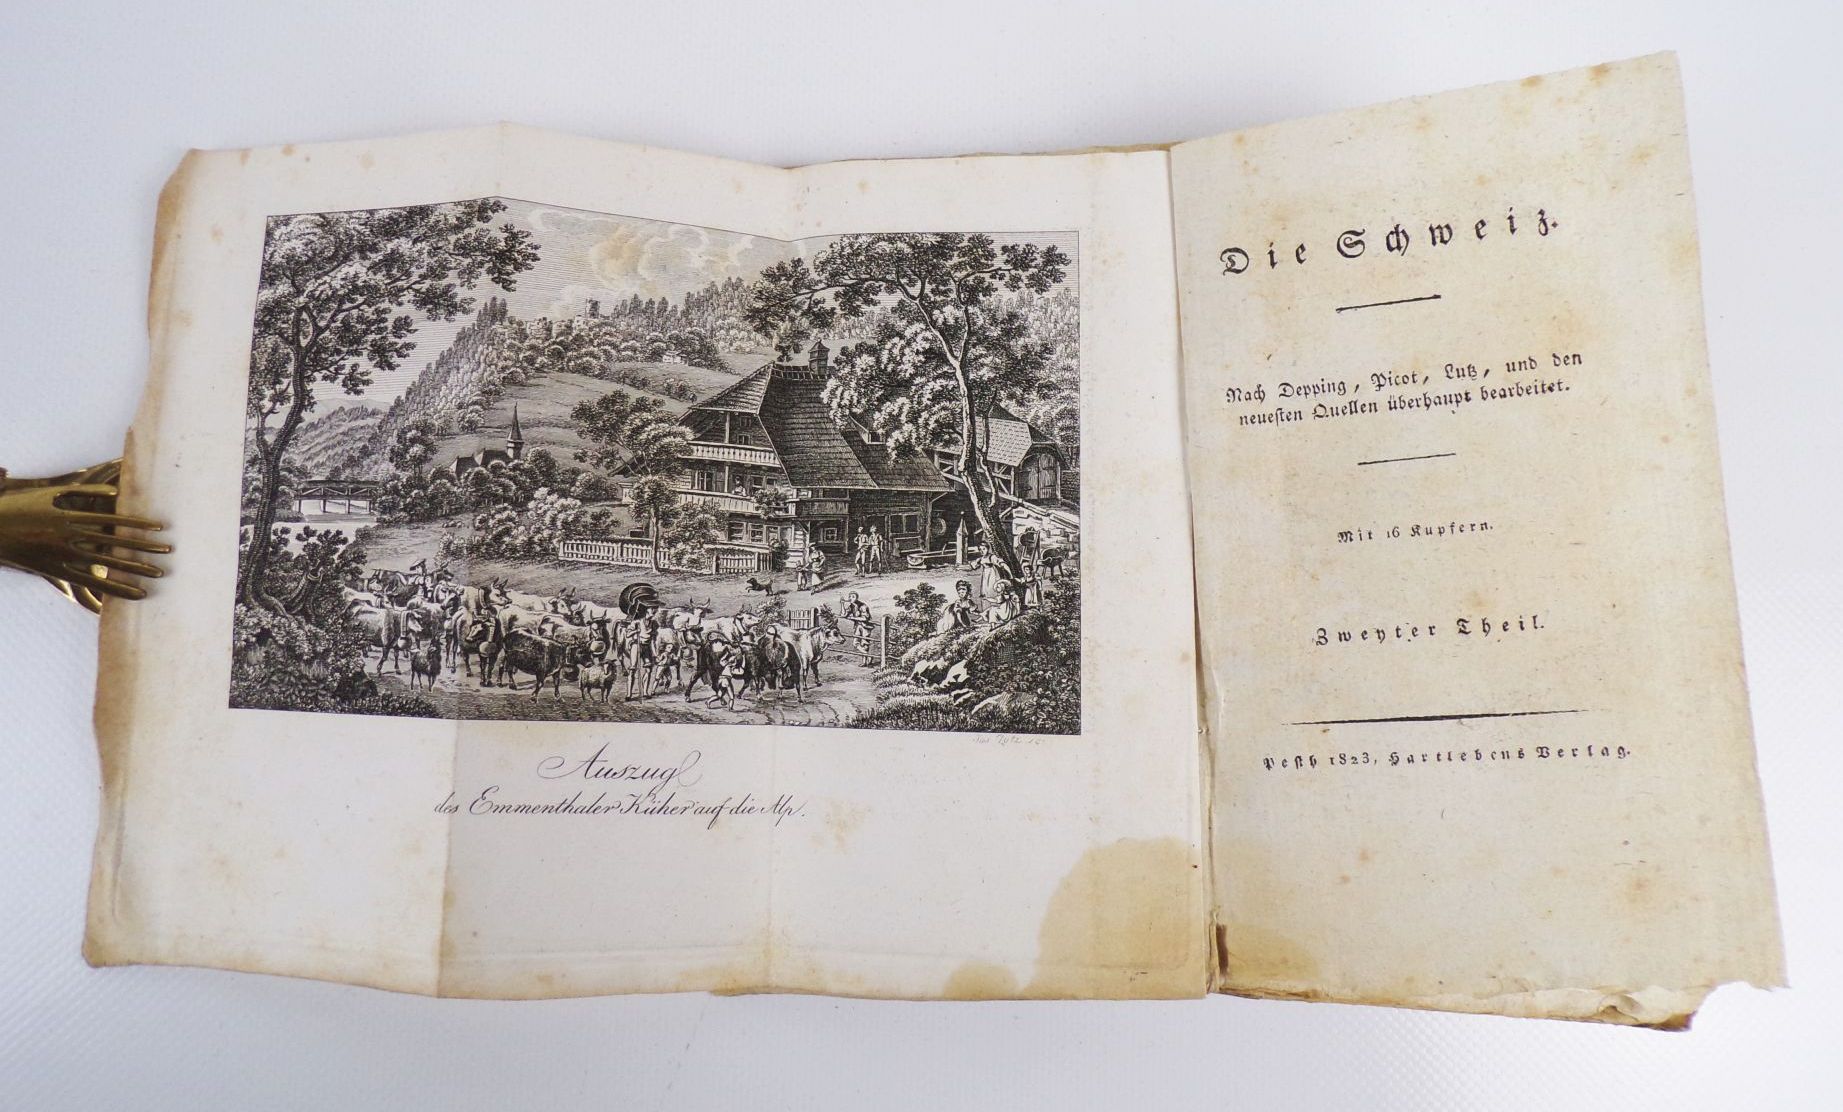 Auszug
des Emmenthaler Küher auf die Alp.
Die Schweiz.
Nach Depping, Picot, Lutz, und den
neuesten Quellen überhaupt bearbeitet.
Mit 16 Kupfern.
Zweyter Theil.
Pesth 1823, Hartlebens Verlag.